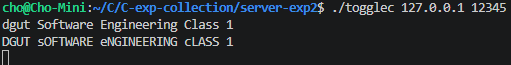 cho@Cho-Mini:~/C/C-exp-collection/server-exp2$ ./togglec 127.0.0.1 12345
dgut Software Engineering Class 1
DGUT sOFTWARE eNGINEERING cLASS 1